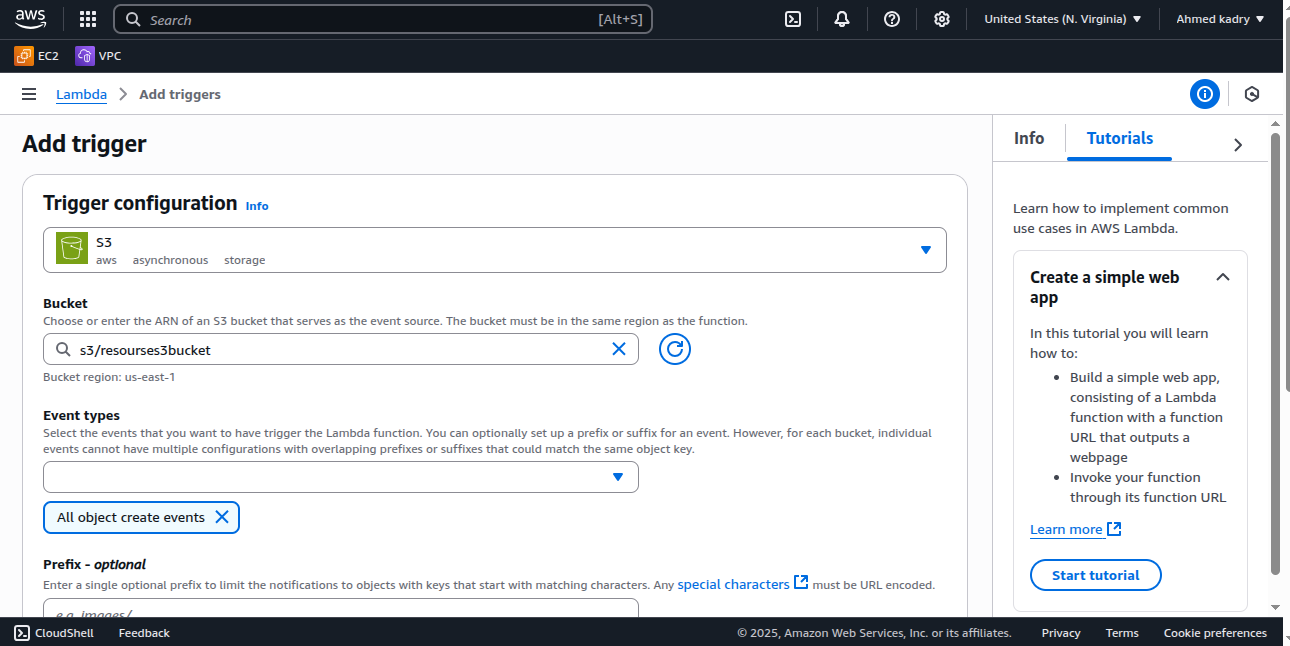 aws
Search [Alt+S]
United States (N. Virginia)
Ahmed kadry
EC2
VPC
Lambda
Add triggers
Add trigger
Trigger configuration Info
S3
aws asynchronous storage
Bucket
Choose or enter the ARN of an S3 bucket that serves as the event source. The bucket must be in the same region as the function.
s3/resourses3bucket
Bucket region: us-east-1
Event types
Select the events that you want to have trigger the Lambda function. You can optionally set up a prefix or suffix for an event. However, for each bucket, individual
events cannot have multiple configurations with overlapping prefixes or suffixes that could match the same object key.
All object create events
Prefix - optional
Enter a single optional prefix to limit the notifications to objects with keys that start with matching characters. Any special characters must be URL encoded.
e.g. images/
Info
Tutorials
Learn how to implement common
use cases in AWS Lambda.
Create a simple web
app
In this tutorial you will learn
how to:
• Build a simple web app,
consisting of a Lambda
function with a function
URL that outputs a
webpage
• Invoke your function
through its function URL
Learn more
Start tutorial
CloudShell
Feedback
© 2025, Amazon Web Services, Inc. or its affiliates.
Privacy
Terms
Cookie preferences